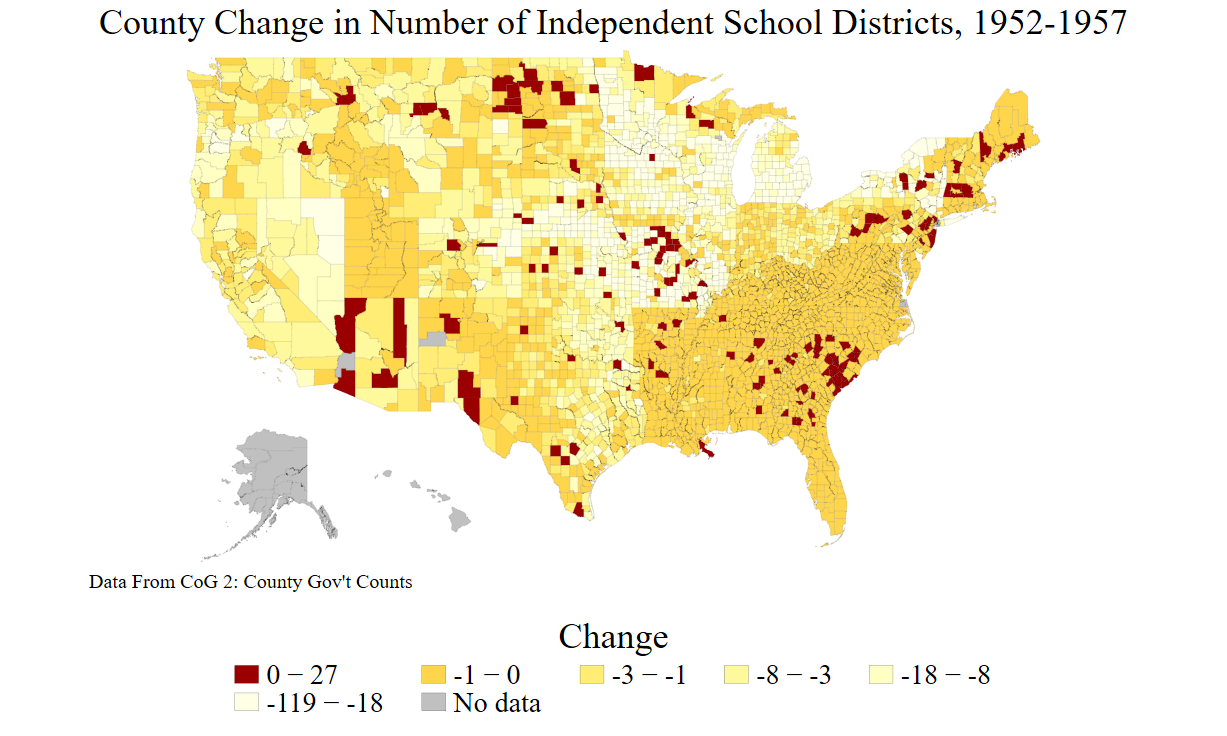 County Change in Number of Independent School Districts, 1952-1957
Data From CoG 2: County Gov't Counts
Change
0 − 27
-1 − 0
-3 − -1
-8 − -3
-18 − -8
-119 − -18
No data